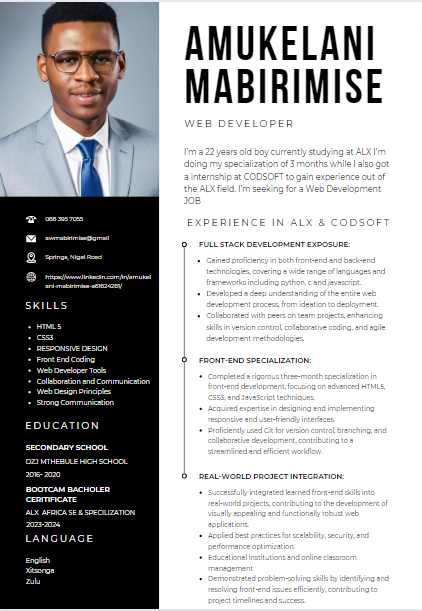 AMUKELANI
MABIRIMISE
WEB DEVELOPER
I'm a 22 years old boy currently studying at ALX I'm
doing my specialization of 3 months while I also got
a internship at CODSOFT to gain experience out of
the ALX field. I'm seeking for a Web Development
JOB
EXPERIENCE IN ALX & CODSOFT
FULL STACK DEVELOPMENT EXPOSURE:
Gained proficiency in both front-end and back-end
technologies, covering a wide range of languages and
frameworks including python, c and javascript.
Developed a deep understanding of the entire web
development process, from ideation to deployment.
Collaborated with peers on team projects, enhancing
skills in version control, collaborative coding, and agile
development methodologies.
FRONT-END SPECIALIZATION:
Completed a rigorous three-month specialization in
front-end development, focusing on advanced HTML5,
CSS3, and JavaScript techniques.
Acquired expertise in designing and implementing
responsive and user-friendly interfaces.
Proficiently used Git for version control, branching, and
collaborative development, contributing to a
streamlined and efficient workflow.
REAL-WORLD PROJECT INTEGRATION:
Successfully integrated learned front-end skills into
real-world projects, contributing to the development of
visually appealing and functionally robust web
applications.
Applied best practices for scalability, security, and
performance optimization.
Educational institutions and online classroom
management
Demonstrated problem-solving skills by identifying and
resolving front-end issues efficiently, contributing to
project timelines and success.
068 395 7055
awmabirimise@gmail
Springs, Nigel Road
https://www.linkedin.com/in/amukel
ani-mabirimise-a61624261/
SKILLS
HTML 5
CSS3
RESPONSIVE DESIGN
Front End Coding
Web Developer Tools
Collaboration and Communication
Web Design Principles
Strong Communication
EDUCATION
SECONDARY SCHOOL
DZJ MTHEBULE HIGH SCHOOL
2016- 2020
BOOTCAM BACHOLER
CERITIFICATE
ALX AFRICA SE & SPECILIZATION
2023-2024
LANGUAGE
English
Xitsonga
Zulu